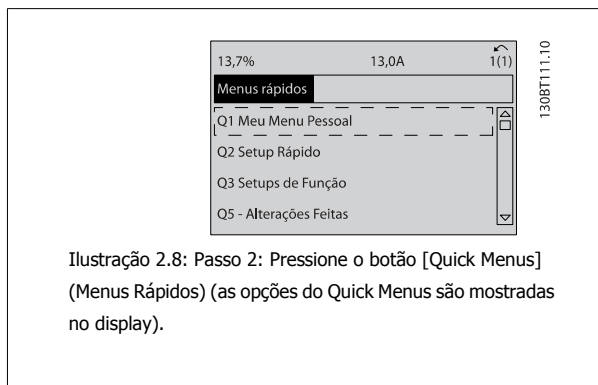 13,7% 13,0A 1(1)
Menus rápidos
Q1 Meu Menu Pessoal
Q2 Setup Rápido
Q3 Setups de Função
Q5 - Alterações Feitas
130BT111.10
Ilustração 2.8: Passo 2: Pressione o botão [Quick Menus]
(Menus Rápidos) (as opções do Quick Menus são mostradas
no display).